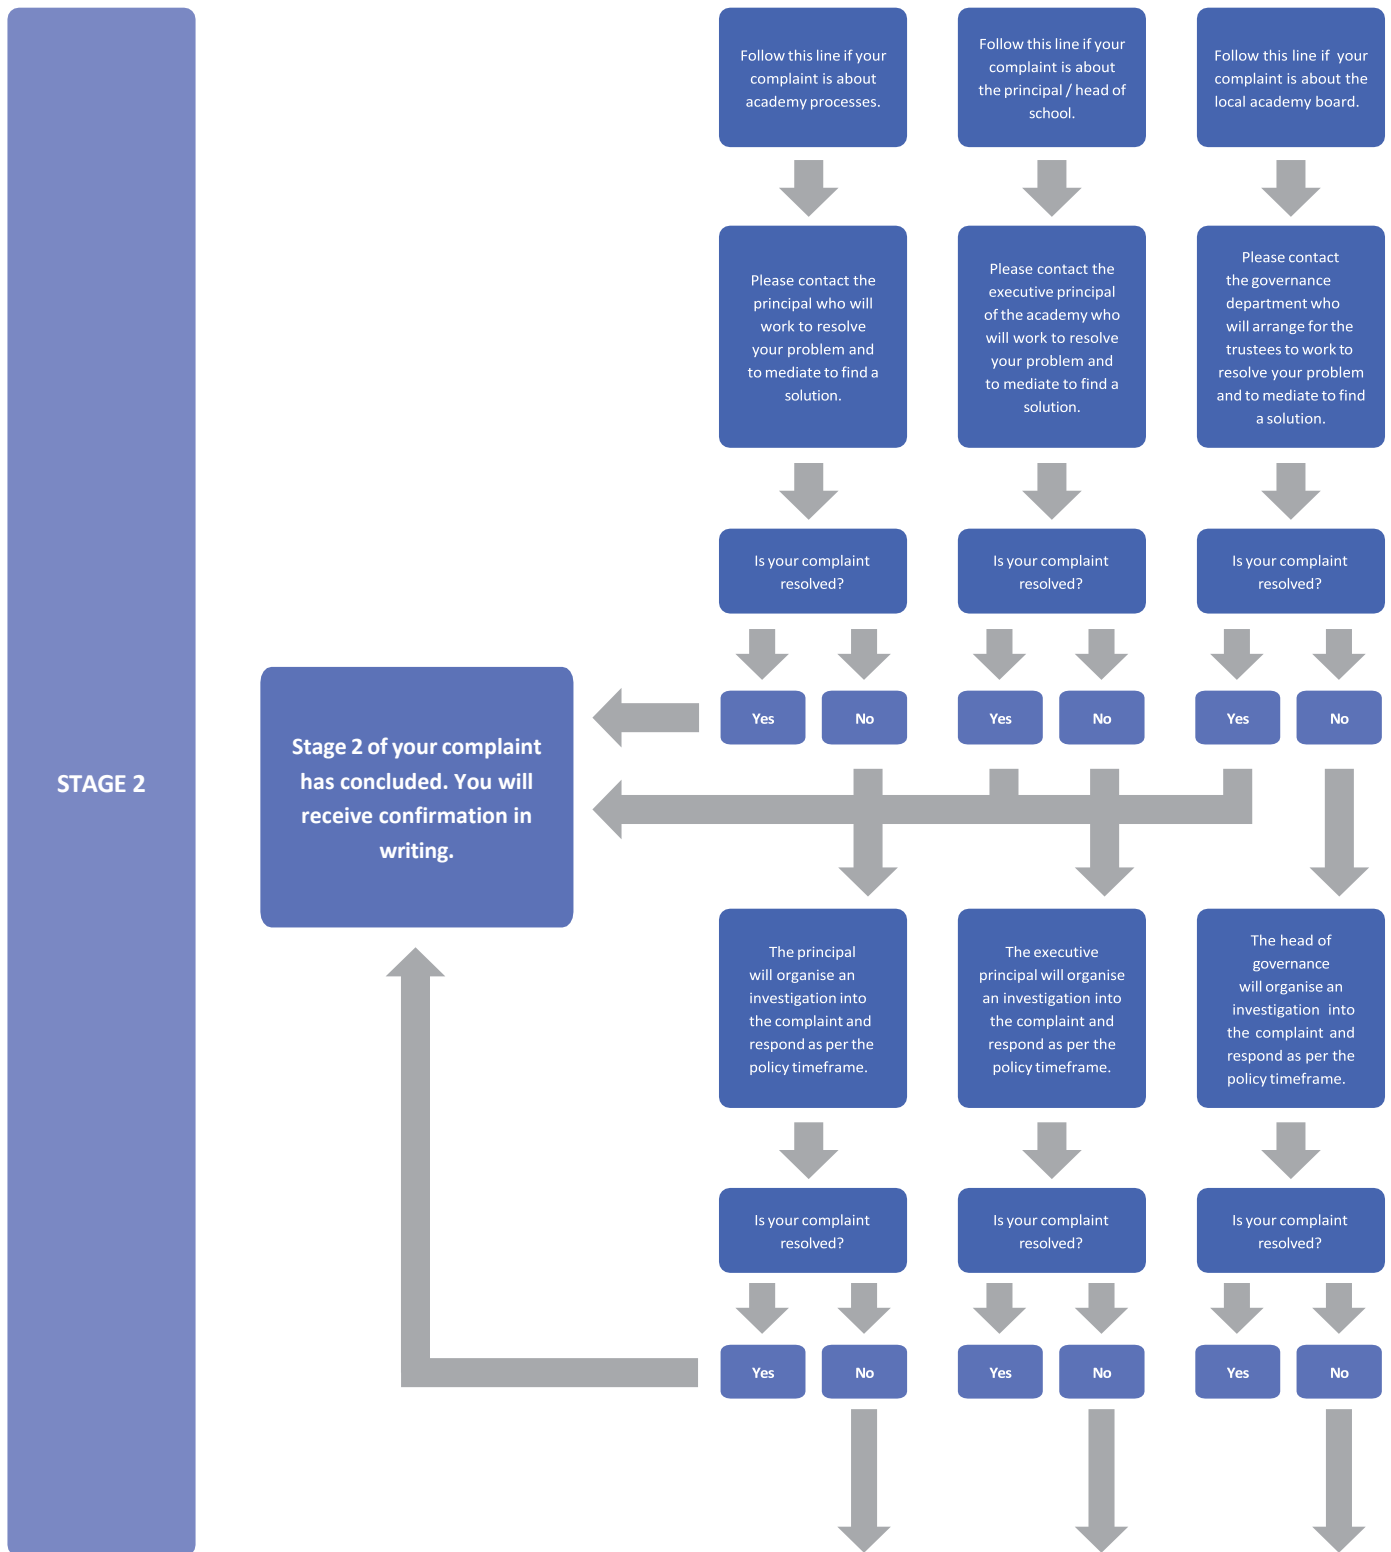 STAGE 2
Follow this line if your
complaint is about
academy processes.
Follow this line if your
complaint is about
the principal / head of
school.
Follow this line if your
complaint is about the
local academy board.
Please contact the
principal who will
work to resolve
your problem and
to mediate to find a
solution.
Please contact the
executive principal
of the academy who
will work to resolve
your problem and
to mediate to find a
solution.
Please contact
the governance
department who
will arrange for the
trustees to work to
resolve your problem
and to mediate to find
a solution.
Is your complaint
resolved?
Is your complaint
resolved?
Is your complaint
resolved?
Yes
No
Yes
No
Yes
No
Stage 2 of your complaint
has concluded. You will
receive confirmation in
writing.
The principal
will organise an
investigation into
the complaint and
respond as per the
policy timeframe.
The executive
principal will organise
an investigation into
the complaint and
respond as per the
policy timeframe.
The head of
governance
will organise an
investigation into
the complaint and
respond as per the
policy timeframe.
Is your complaint
resolved?
Is your complaint
resolved?
Is your complaint
resolved?
Yes
No
Yes
No
Yes
No